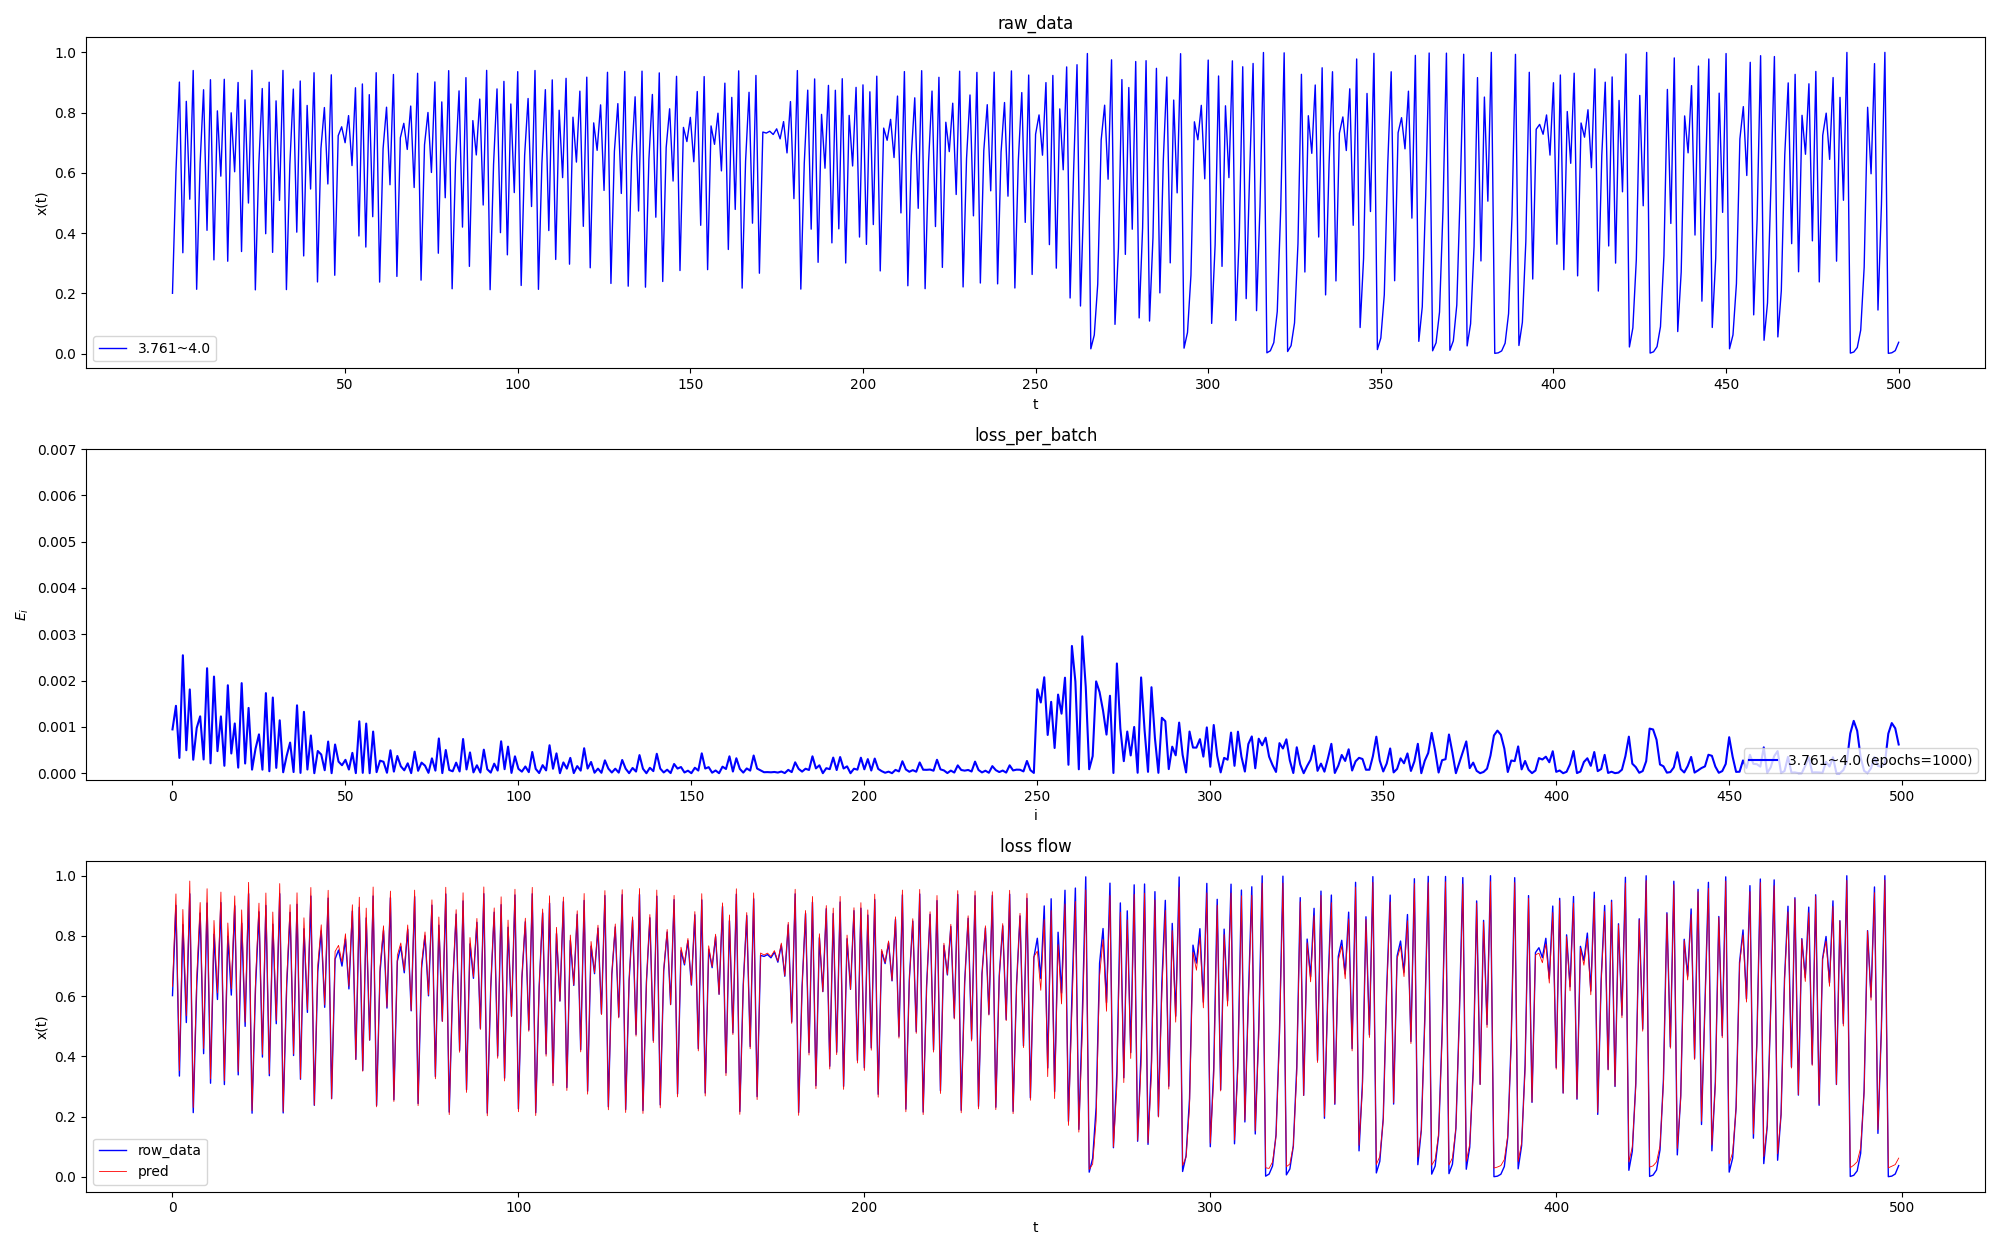 raw_data
1.0
0.8
0.6
0.4
0.2
0.0
x(t)
3.761~4.0
50 100 150 200 250 300 350 400 450 500
t
loss_per_batch
0.007
0.006
0.005
0.004
0.003
0.002
0.001
0.000
E_i
3.761~4.0 (epochs=1000)
0 50 100 150 200 250 300 350 400 450 500
i
loss flow
1.0
0.8
0.6
0.4
0.2
0.0
x(t)
row_data
pred
0 100 200 300 400 500
t